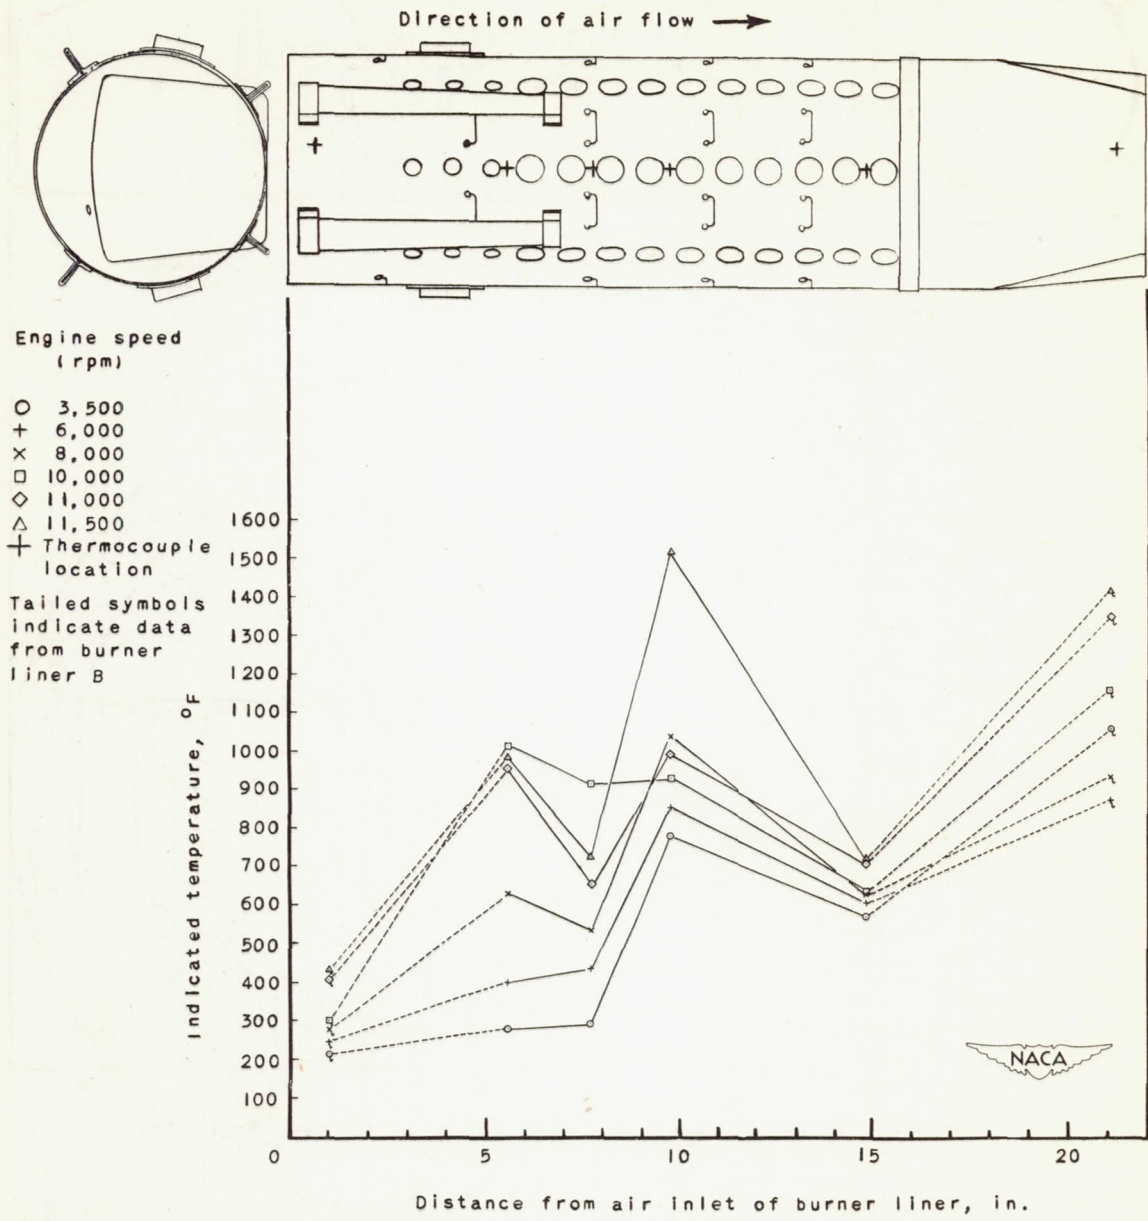 Direction of air flow
Engine speed
(rpm)
3,500
6,000
8,000
10,000
11,000
11,500
Thermocouple
location
Tailed symbols
indicate data
from burner
liner B
Indicated temperature, °F
1600
1500
1400
1300
1200
1100
1000
900
800
700
600
500
400
300
200
100
0
5
10
15
20
NACA
Distance from air inlet of burner liner, in.